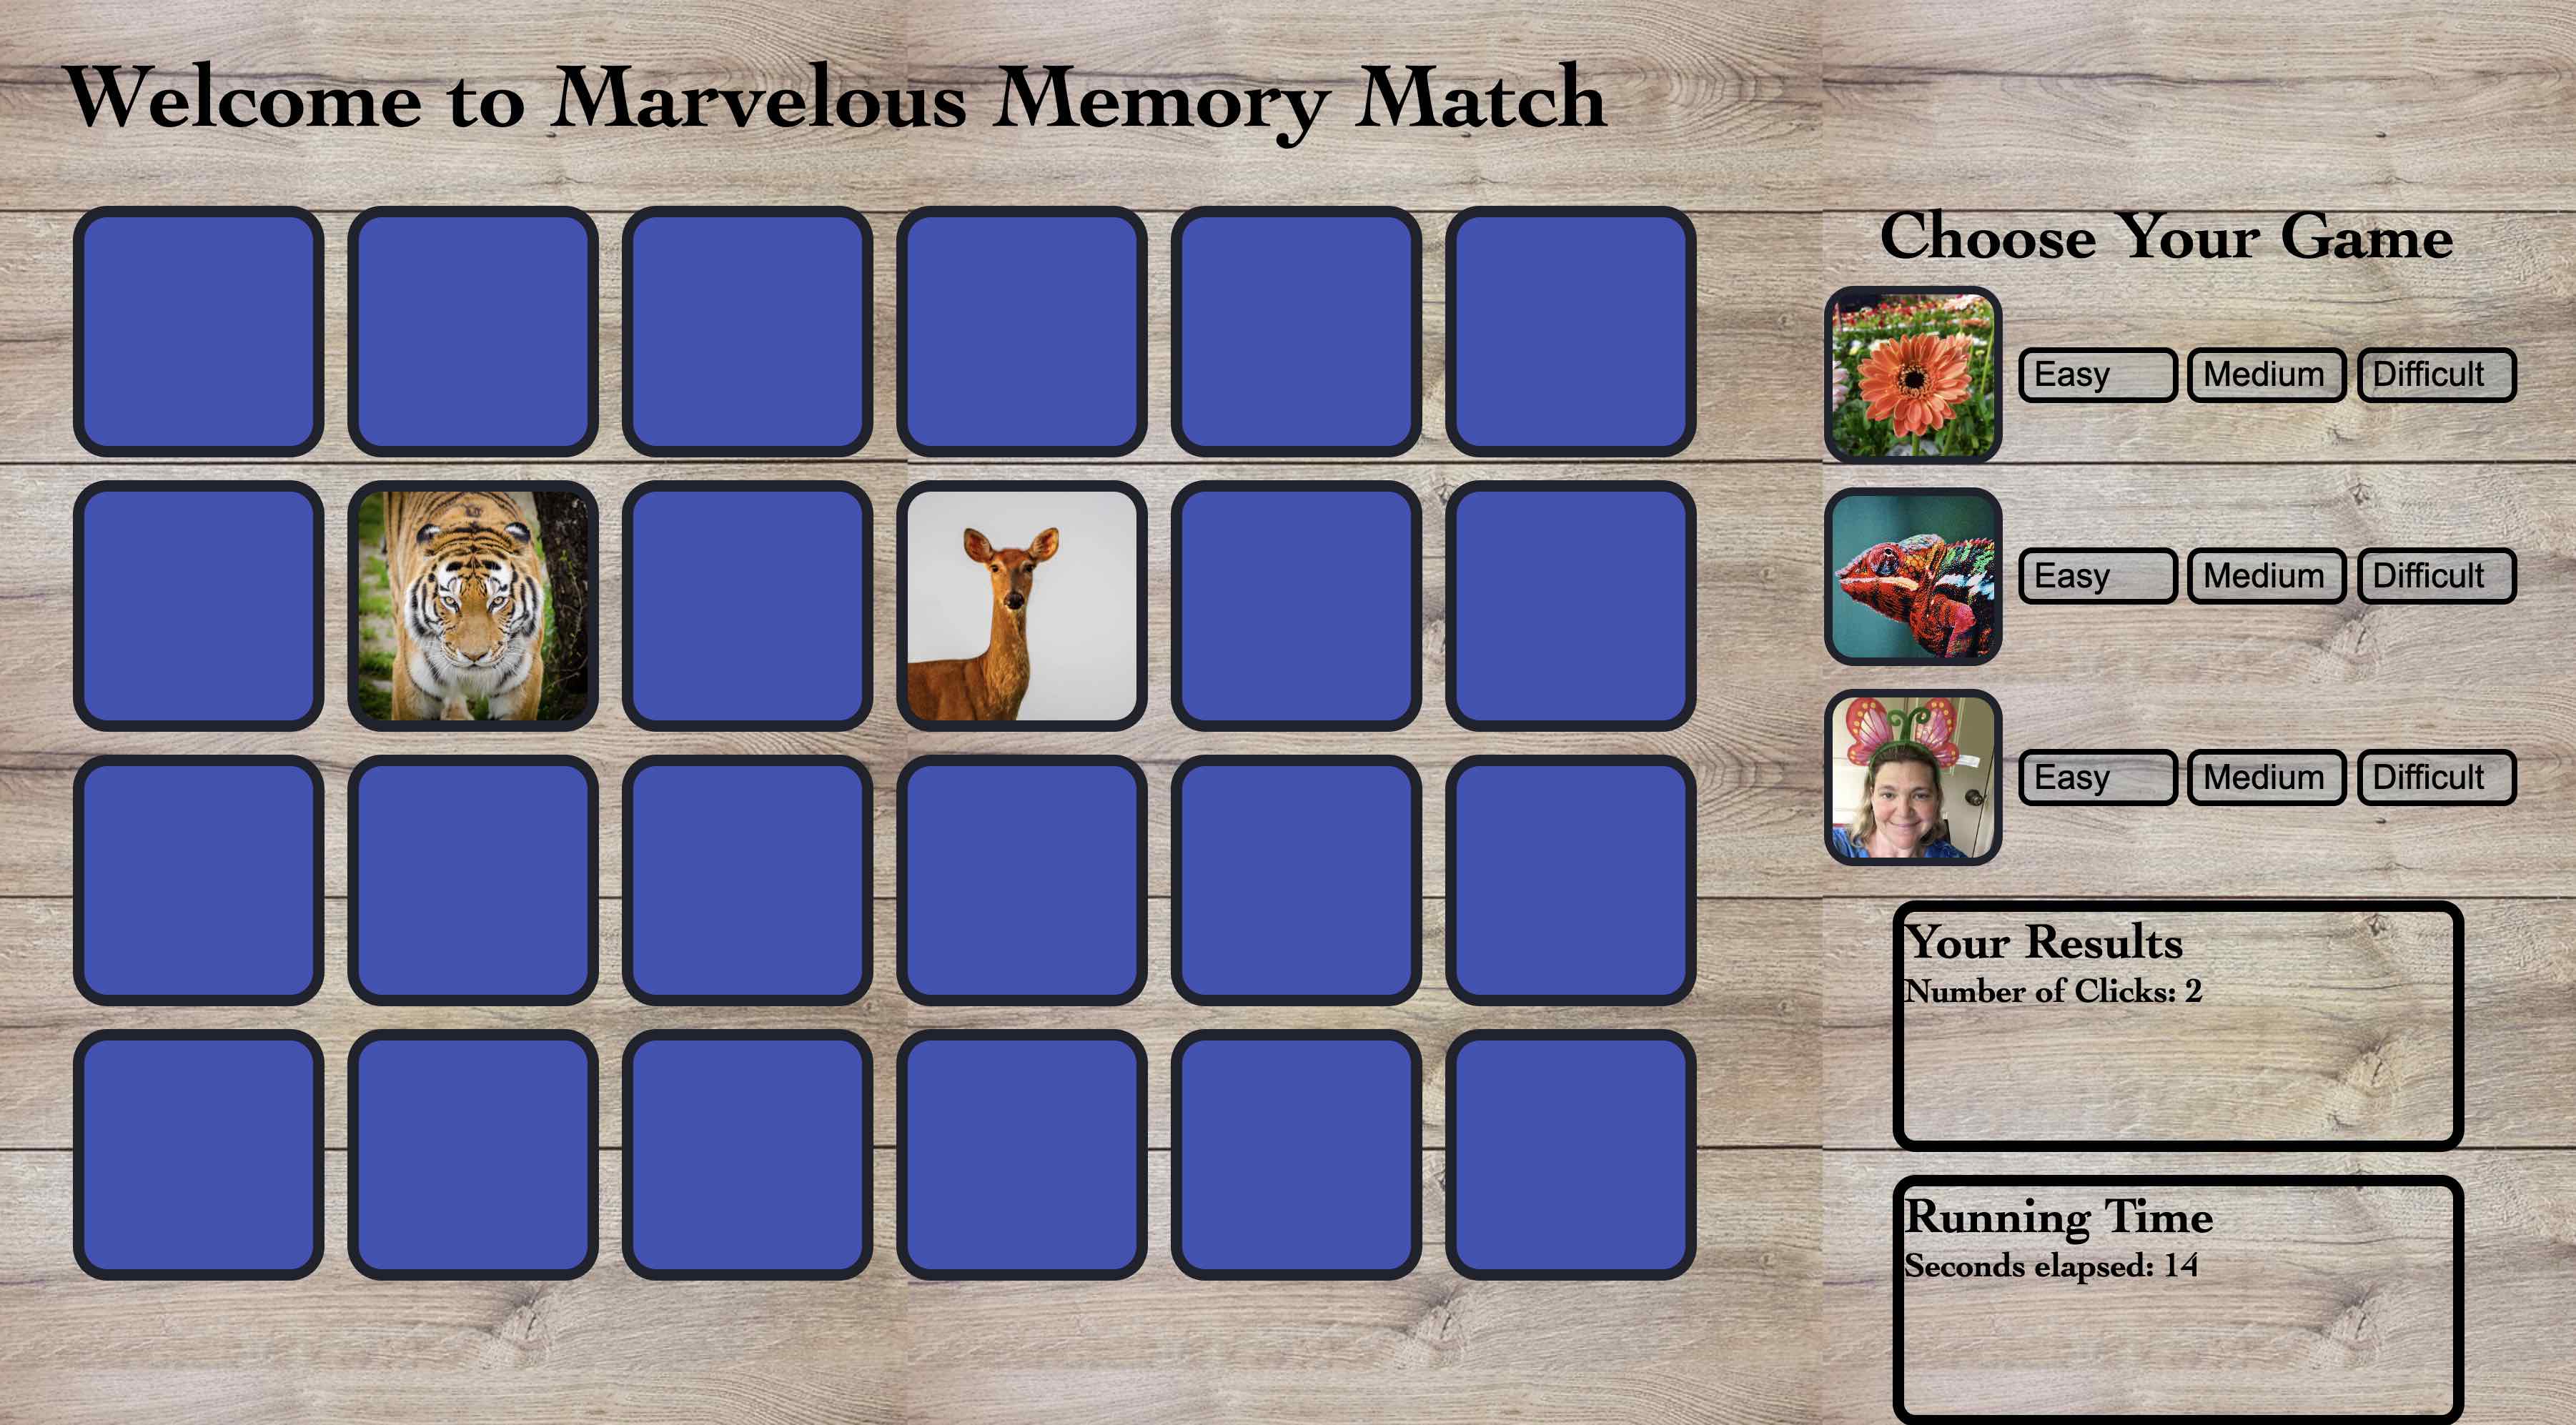 Welcome to Marvelous Memory Match
Choose Your Game
Easy Medium Difficult
Easy Medium Difficult
Easy Medium Difficult
Your Results
Number of Clicks: 2
Running Time
Seconds elapsed: 14